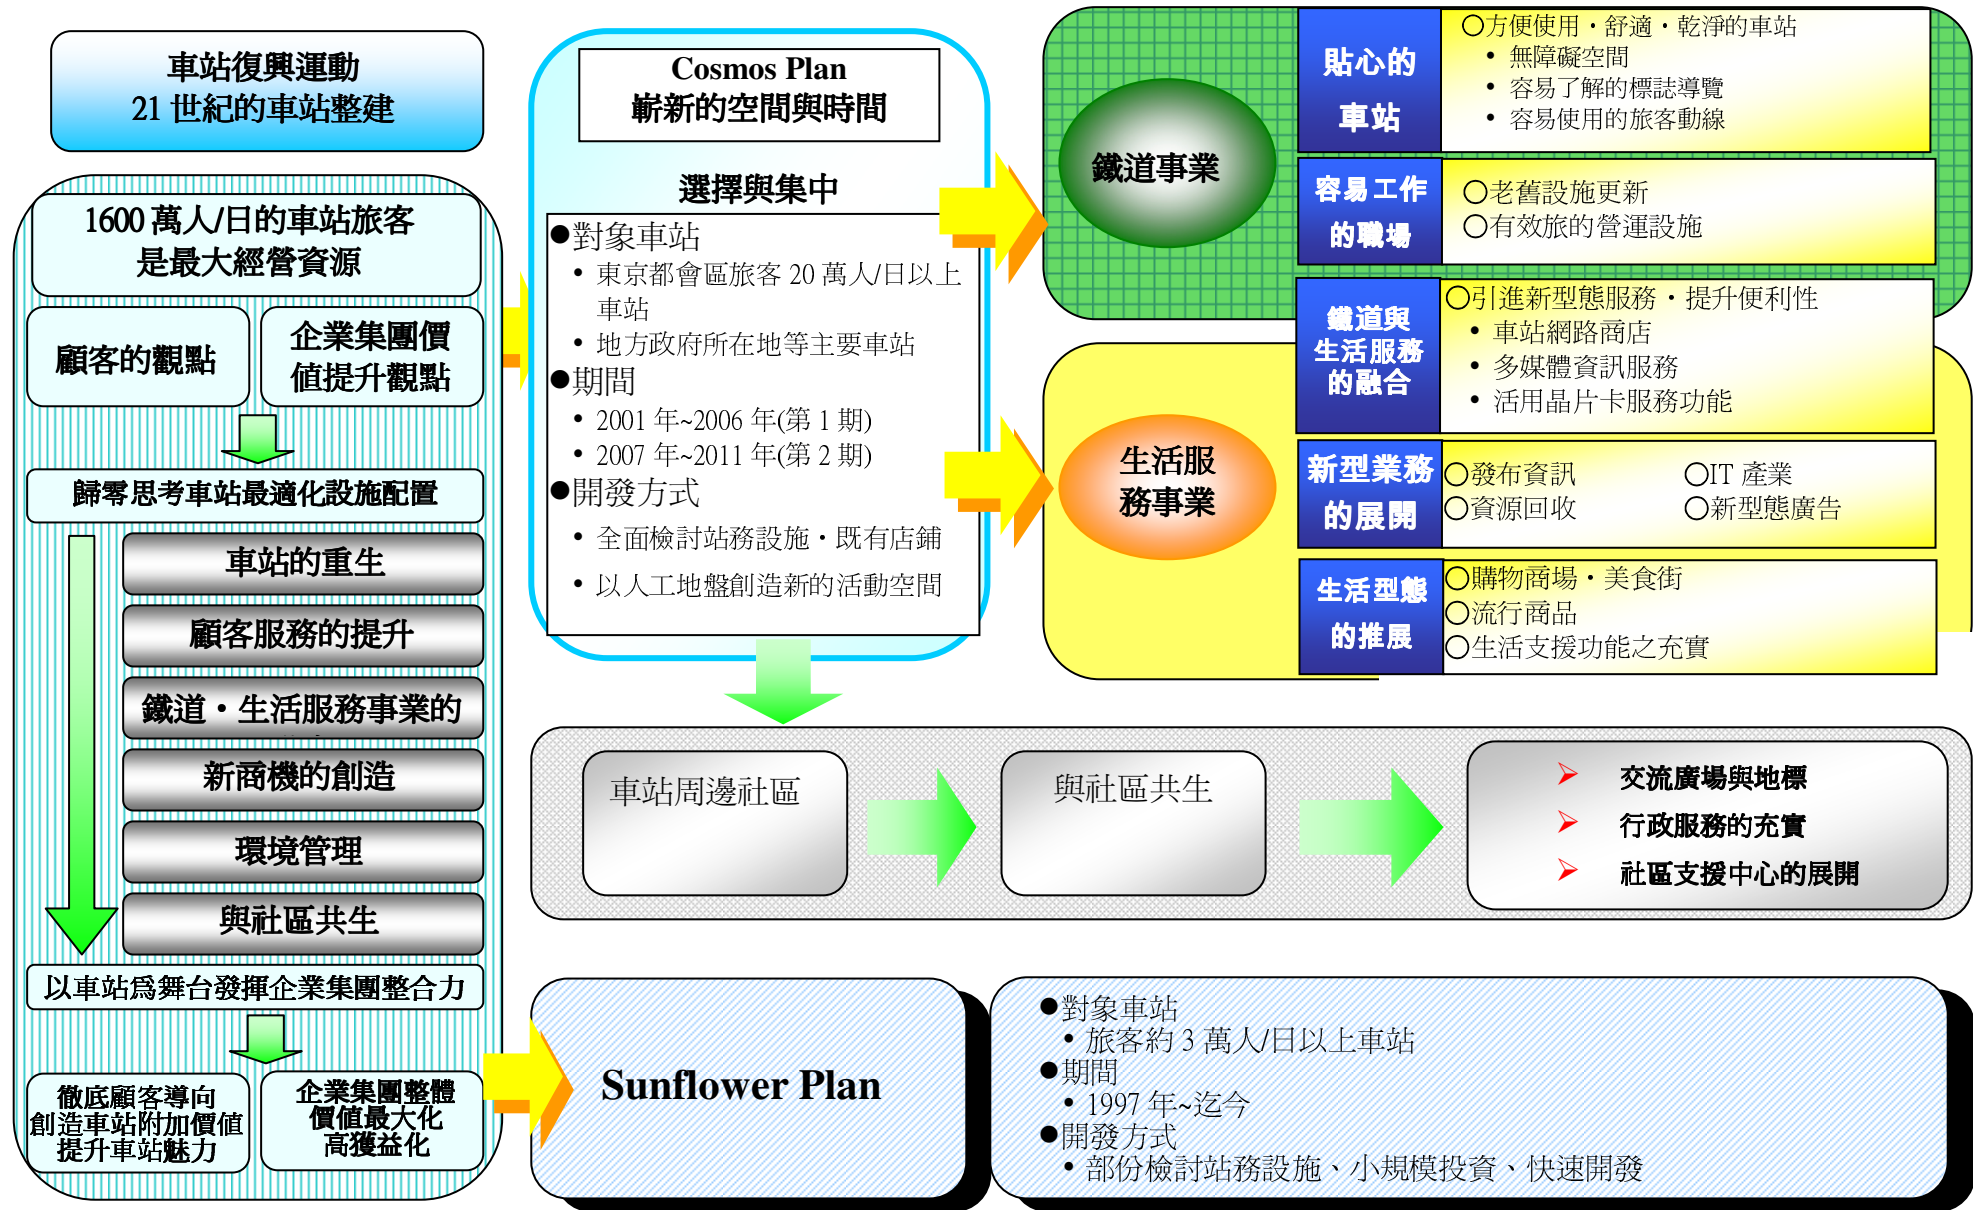 車站復興運動
21 世紀的車站整建
1600 萬人/日的車站旅客
是最大經營資源
顧客的觀點
企業集團價
值提升觀點
歸零思考車站最適化設施配置
車站的重生
顧客服務的提升
鐵道・生活服務事業的
新商機的創造
環境管理
與社區共生
以車站為舞台發揮企業集團整合力
徹底顧客導向
創造車站附加價值
提升車站魅力
企業集團整體
價值最大化
高獲益化
Cosmos Plan
嶄新的空間與時間
選擇與集中
●對象車站
• 東京都會區旅客 20 萬人/日以上
車站
• 地方政府所在地等主要車站
●期間
• 2001 年~2006 年(第 1 期)
• 2007 年~2011 年(第 2 期)
●開發方式
• 全面檢討站務設施・既有店鋪
• 以人工地盤創造新的活動空間
鐵道事業
貼心的
車站
○方便使用・舒適・乾淨的車站
• 無障礙空間
• 容易了解的標誌導覽
• 容易使用的旅客動線
容易工作
的職場
○老舊設施更新
○有效旅的營運設施
鐵道與
生活服務
的融合
○引進新型態服務・提升便利性
• 車站網路商店
• 多媒體資訊服務
• 活用晶片卡服務功能
生活服
務事業
新型業務
的展開
○發布資訊 ○IT 產業
○資源回收 ○新型態廣告
生活型態
的推展
○購物商場・美食街
○流行商品
○生活支援功能之充實
車站周邊社區
與社區共生
➢ 交流廣場與地標
➢ 行政服務的充實
➢ 社區支援中心的展開
Sunflower Plan
●對象車站
• 旅客約 3 萬人/日以上車站
●期間
• 1997 年~迄今
●開發方式
• 部份檢討站務設施、小規模投資、快速開發